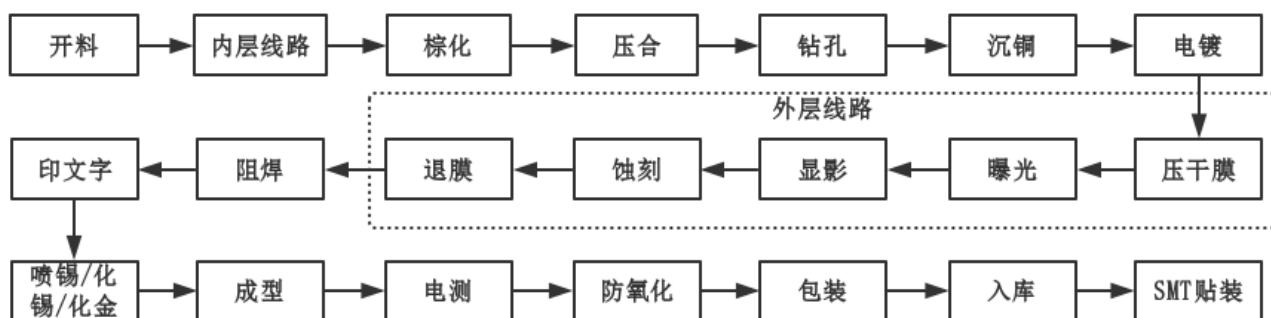 开料
内层线路
棕化
压合
钻孔
沉铜
电镀
外层线路
压干膜
曝光
显影
蚀刻
退膜
阻焊
印文字
喷锡/化
锡/化金
成型
电测
防氧化
包装
入库
SMT贴装